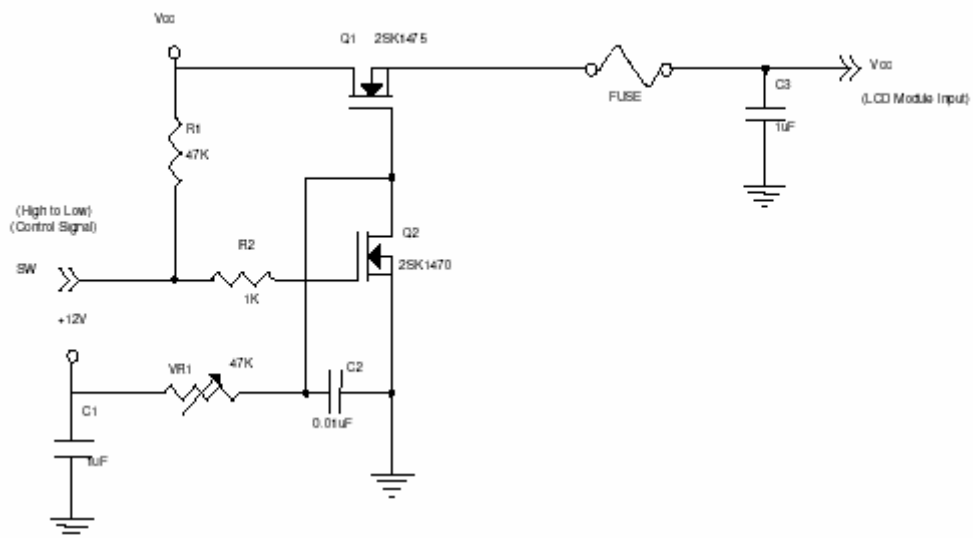 Vcc
Q1 2SK1475
Vcc
(LCD Module Input)
FUSE
C3
1uF
R1
47K
(High to Low)
(Control Signal)
SW
R2
1K
Q2
2SK1470
+12V
VR1
47K
C2
0.01uF
C1
1uF